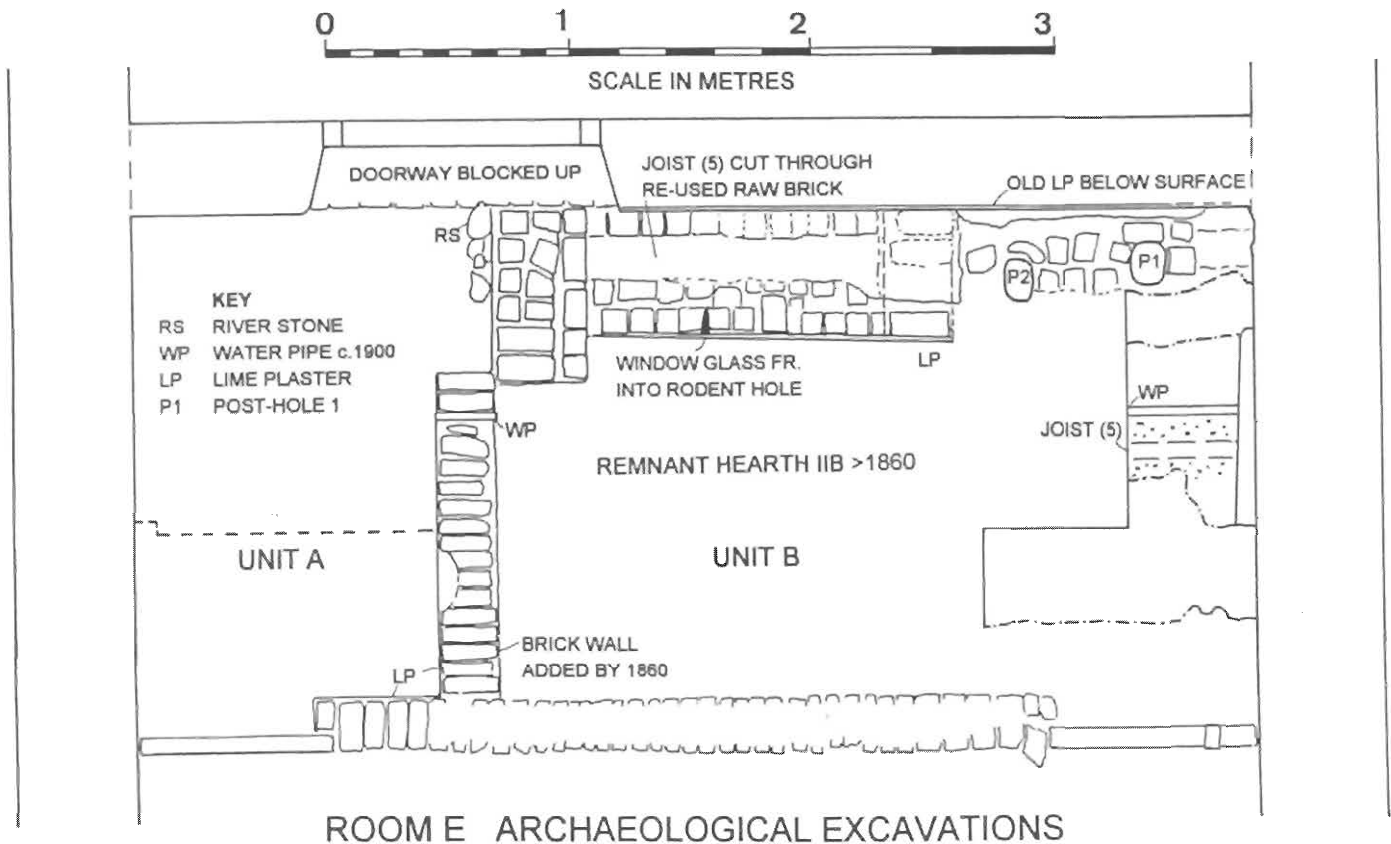 0 1 2 3
SCALE IN METRES
DOORWAY BLOCKED UP
JOIST (5) CUT THROUGH
RE-USED RAW BRICK
OLD LP BELOW SURFACE
RS
P2
P1
KEY
RS RIVER STONE
WP WATER PIPE c.1900
LP LIME PLASTER
P1 POST-HOLE 1
WINDOW GLASS FR.
INTO RODENT HOLE
LP
WP
WP
JOIST (5)
REMNANT HEARTH IIB >1860
UNIT A
UNIT B
BRICK WALL
ADDED BY 1860
LP
ROOM E ARCHAEOLOGICAL EXCAVATIONS